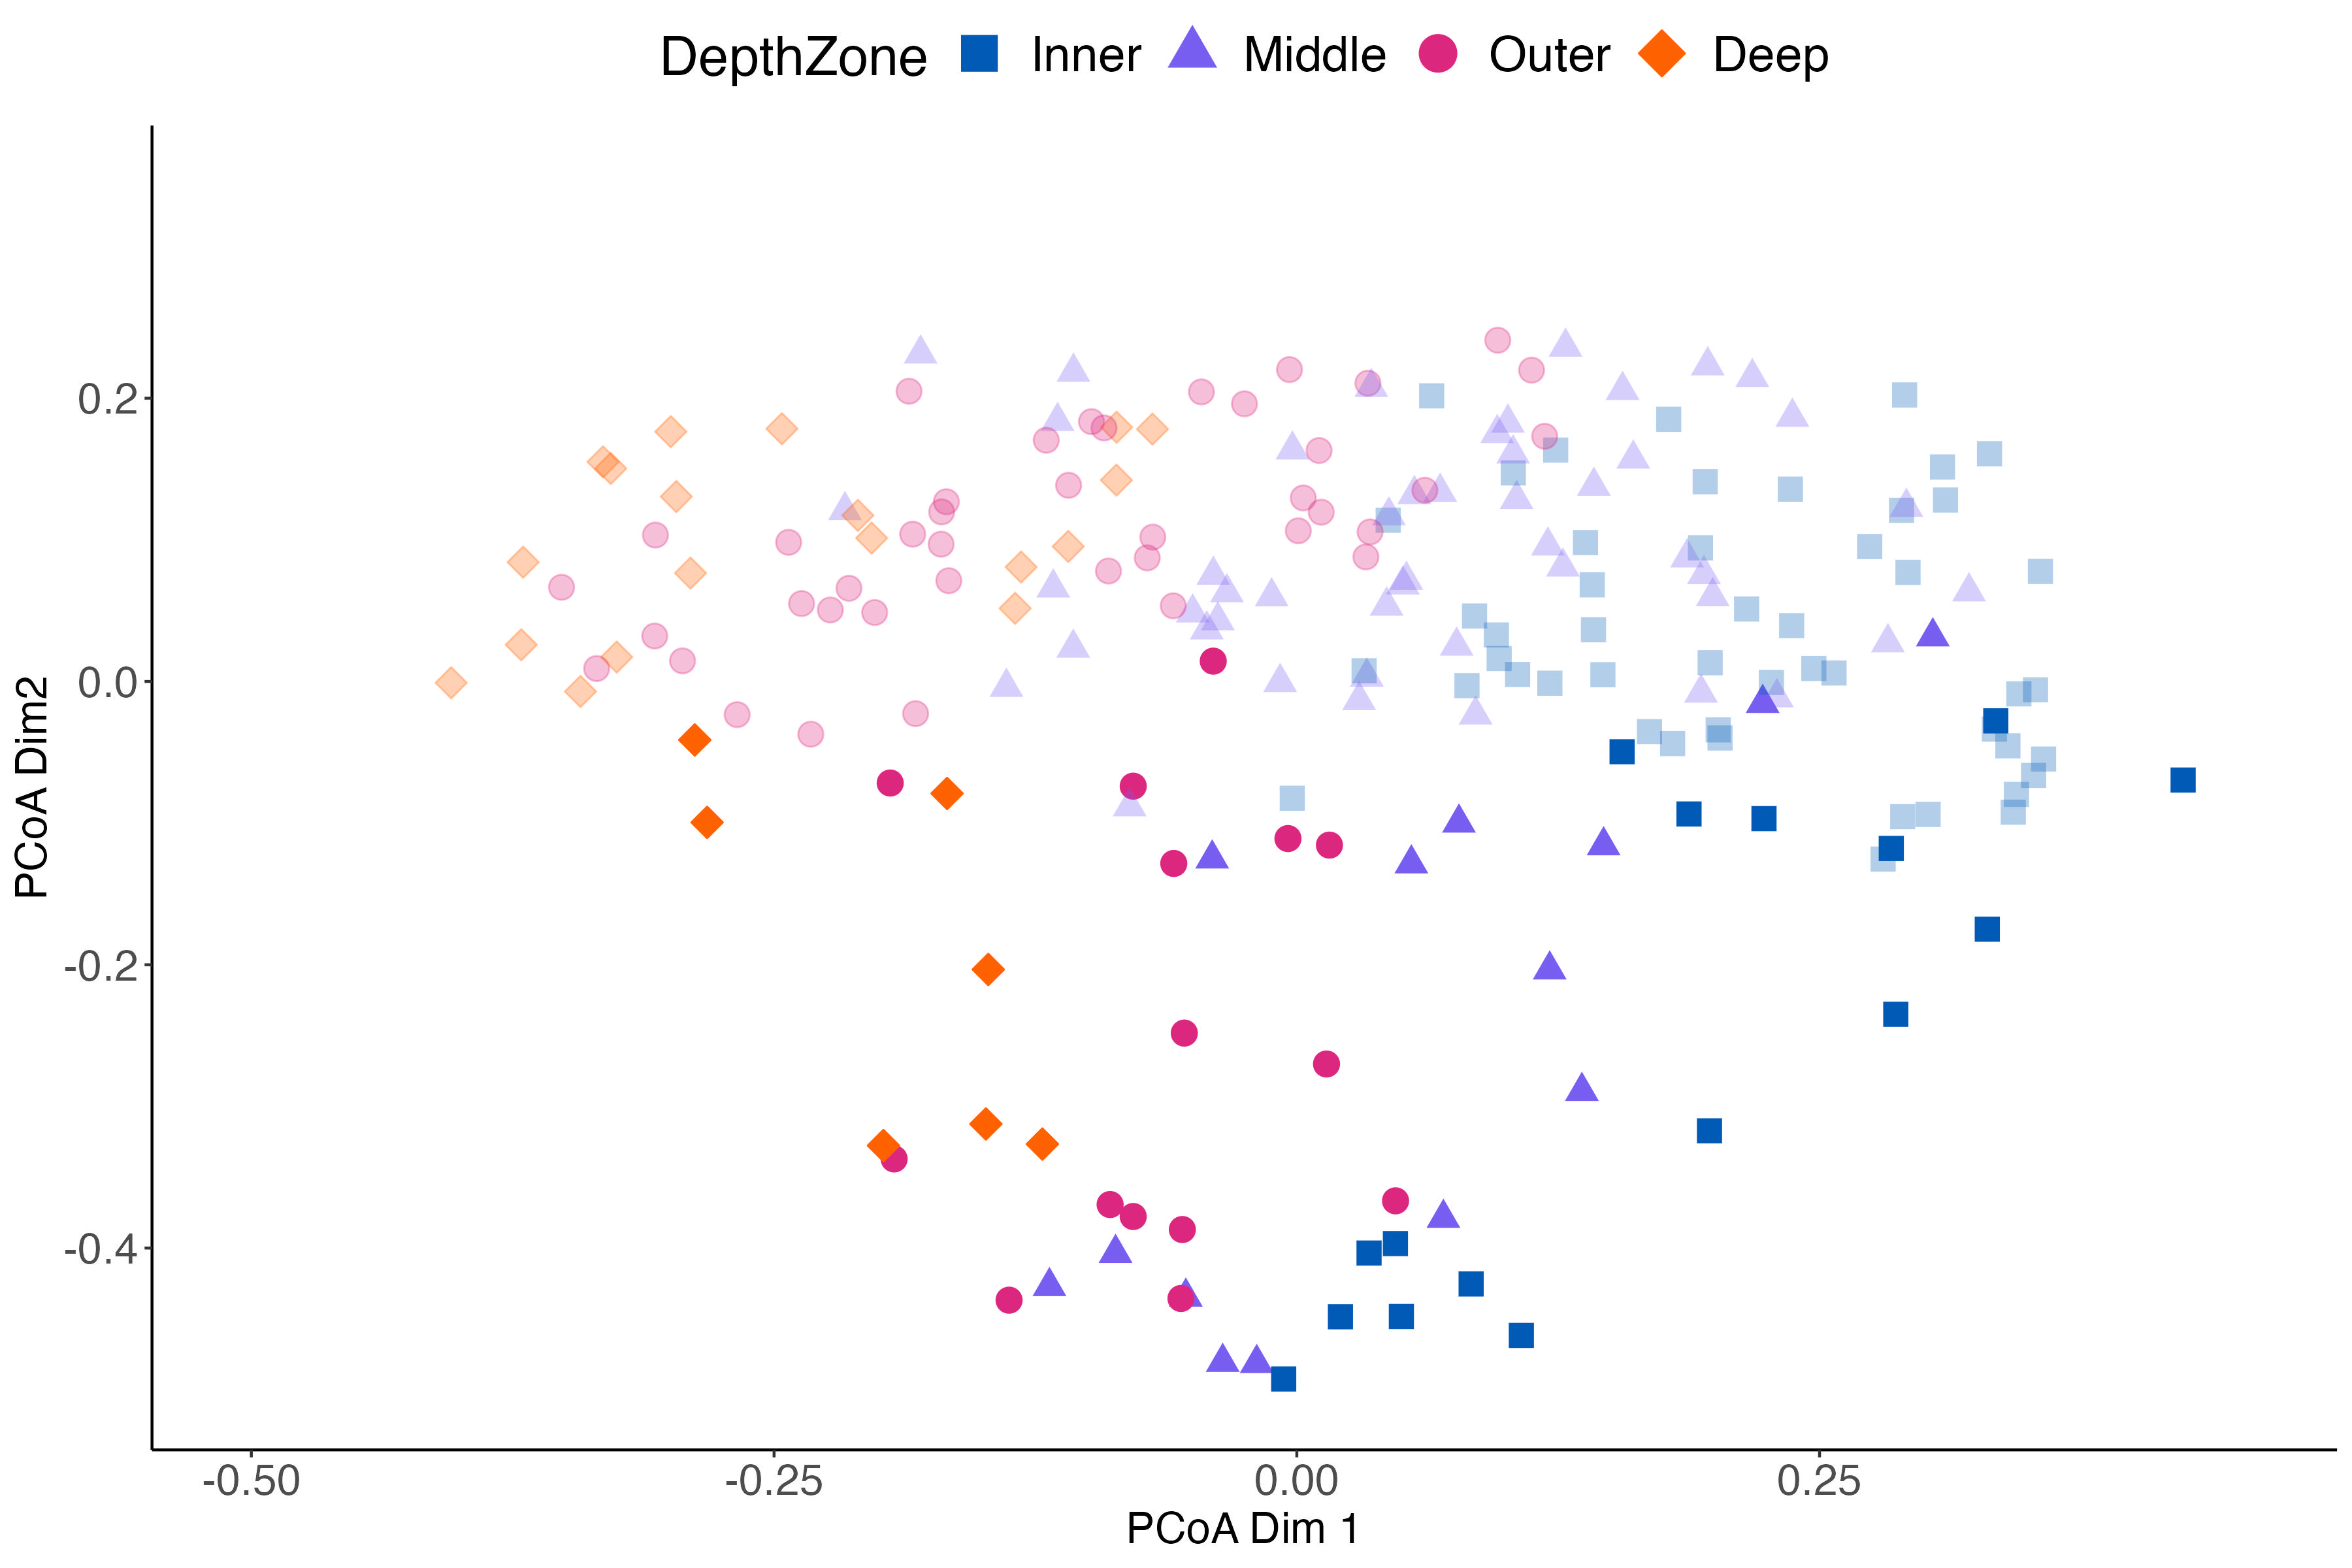 DepthZone Inner Middle Outer Deep
0.2
0.0
-0.2
-0.4
PCoA Dim2
-0.50 -0.25 0.00 0.25
PCoA Dim 1